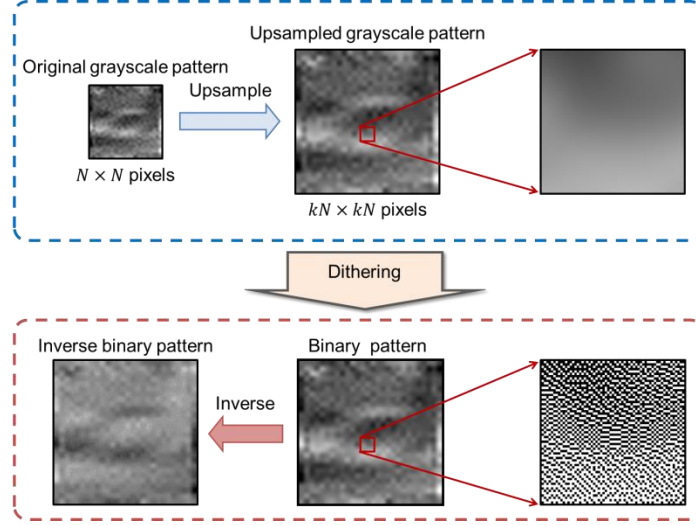 Upsampled grayscale pattern
Original grayscale pattern
Upsample
N × N pixels
kN × kN pixels
Dithering
Inverse binary pattern
Binary pattern
Inverse